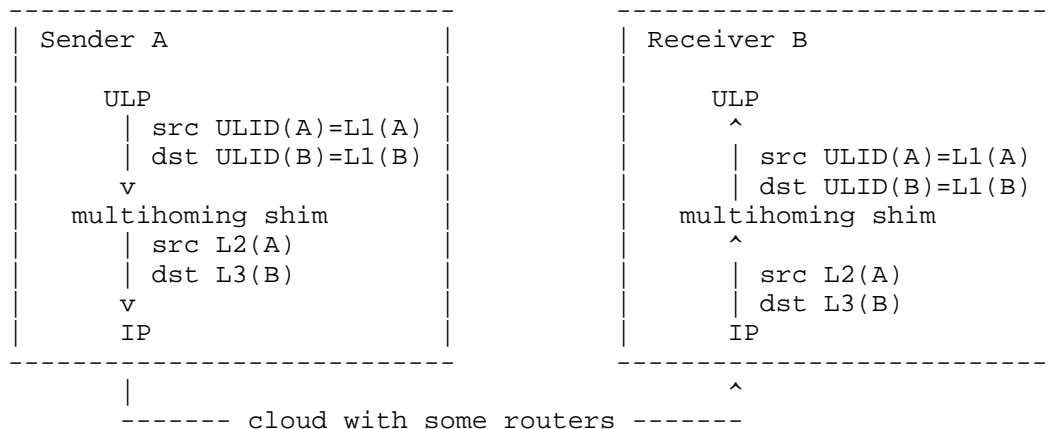 ----------------------------          ----------------------------
| Sender A                 |          | Receiver B
|                          |          |
|     ULP                  |          |     ULP
|      | src ULID(A)=L1(A) |          |      ^
|      | dst ULID(B)=L1(B) |          |      | src ULID(A)=L1(A)
|      v                   |          |      | dst ULID(B)=L1(B)
|   multihoming shim       |          |   multihoming shim
|      | src L2(A)         |          |      ^
|      | dst L3(B)         |          |      | src L2(A)
|      v                   |          |      | dst L3(B)
|      IP                  |          |      IP
----------------------------          ----------------------------
       |                                     ^
       ------- cloud with some routers -------